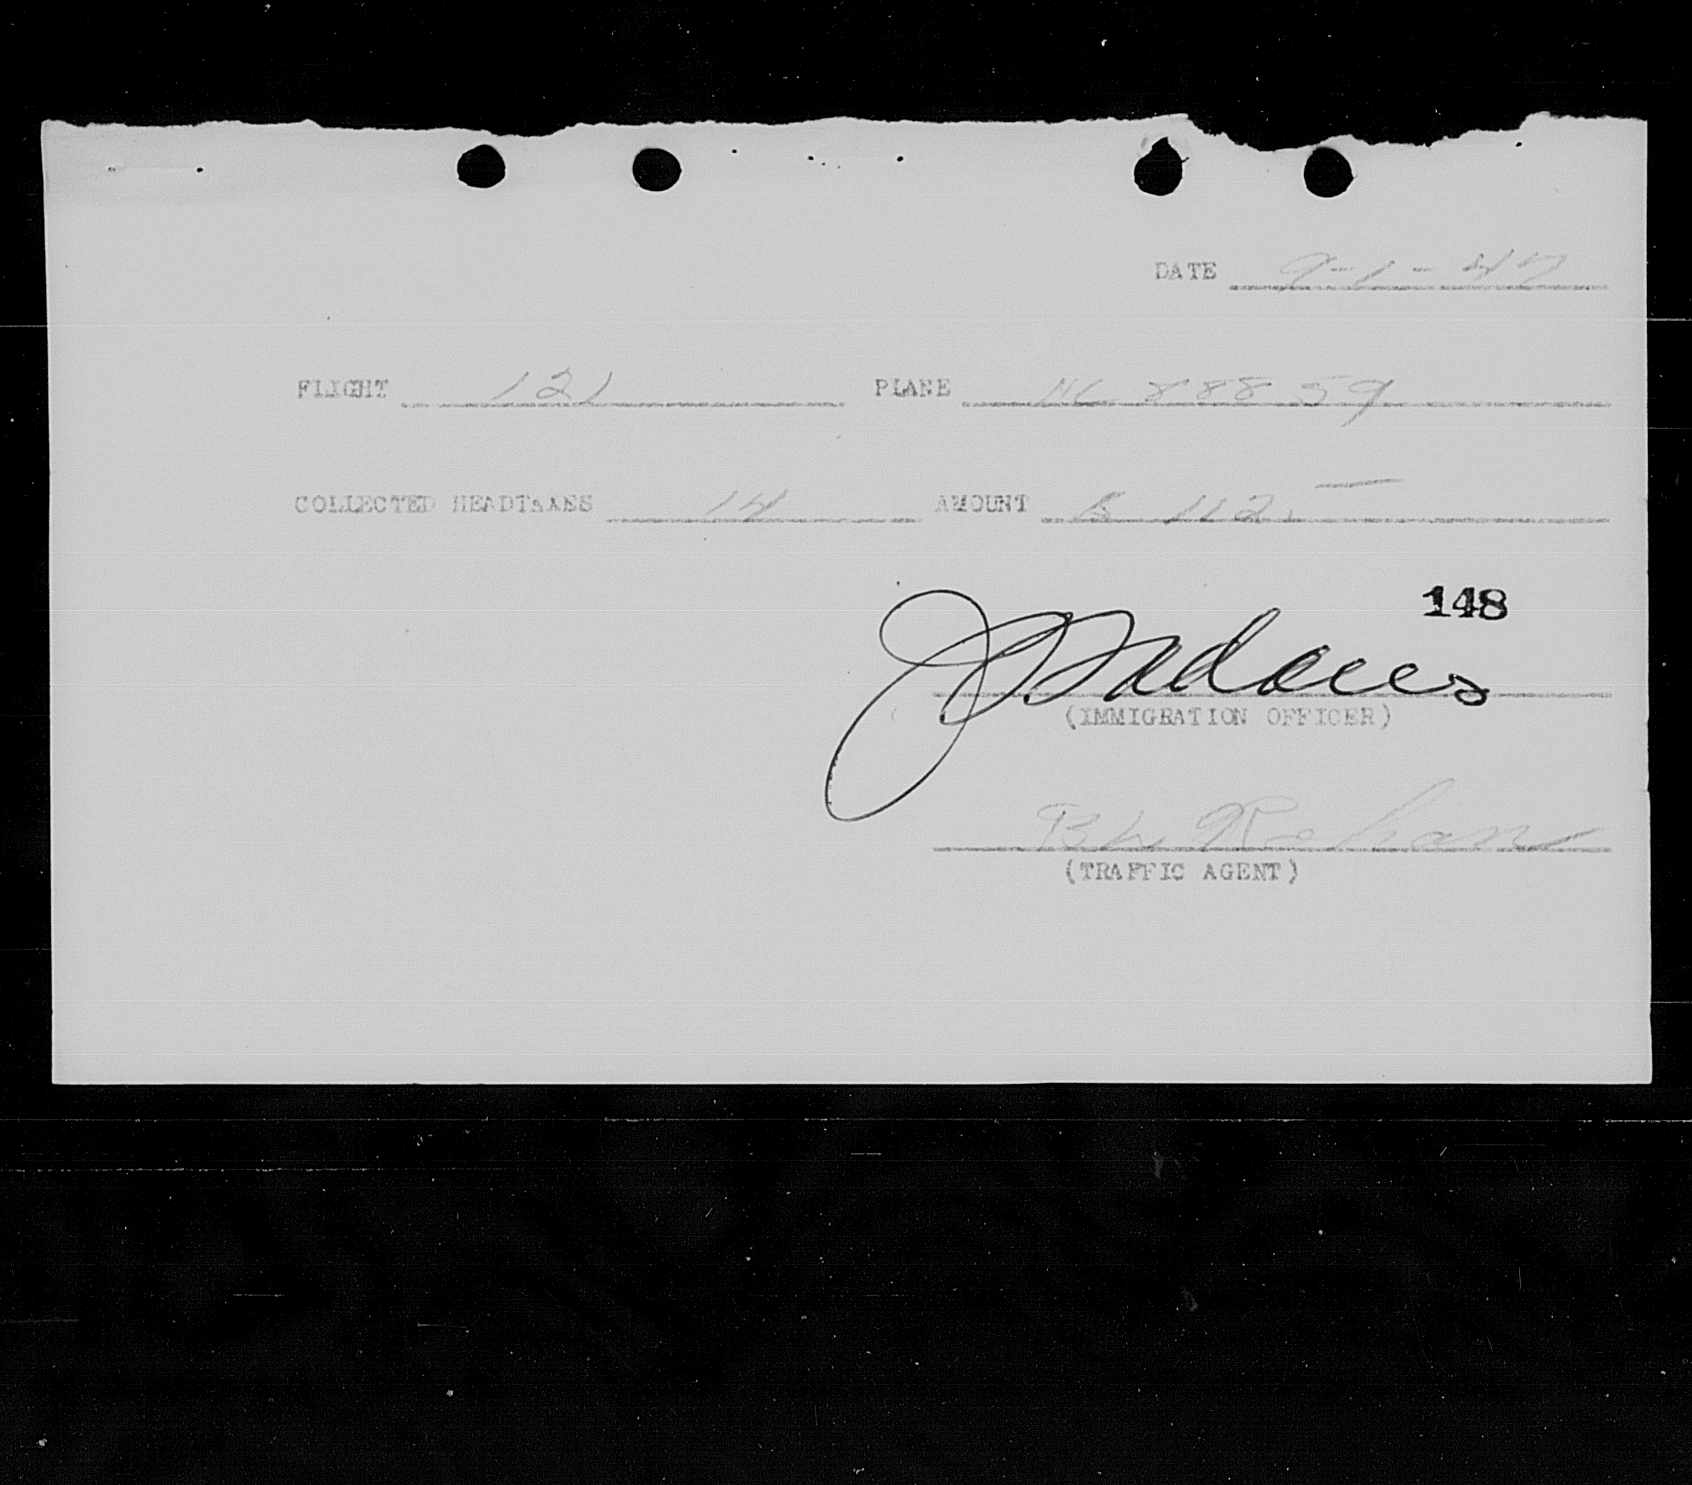 DATE 9-1-47
FLIGHT 121 PLANE NC 88859
COLLECTED HEADTAXES 14 AMOUNT $ 112.—
148
(IMMIGRATION OFFICER)
(TRAFFIC AGENT)